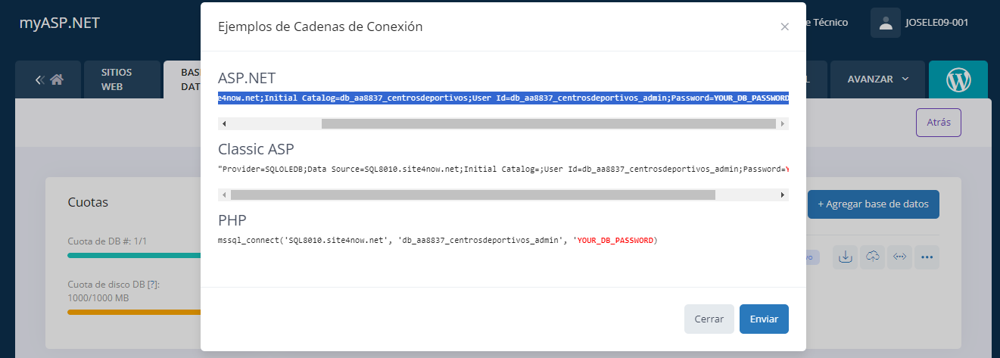 myASP.NET
Ejemplos de Cadenas de Conexión
×
e Técnico
JOSELE09-001
SITIOS
WEB
BAS
DAT
L
AVANZAR
ASP.NET
e4now.net;Initial Catalog=db_aa8837_centrosdeportivos;User Id=db_aa8837_centrosdeportivos_admin;Password=YOUR_DB_PASSWORD
Atrás
Classic ASP
"Provider=SQLOLEDB;Data Source=SQL8010.site4now.net;Initial Catalog=;User Id=db_aa8837_centrosdeportivos_admin;Password=Y
Cuotas
+ Agregar base de datos
PHP
mssql_connect('SQL8010.site4now.net', 'db_aa8837_centrosdeportivos_admin', 'YOUR_DB_PASSWORD)
Cuota de DB #: 1/1
vo
Cuota de disco DB [?]:
1000/1000 MB
Cerrar
Enviar